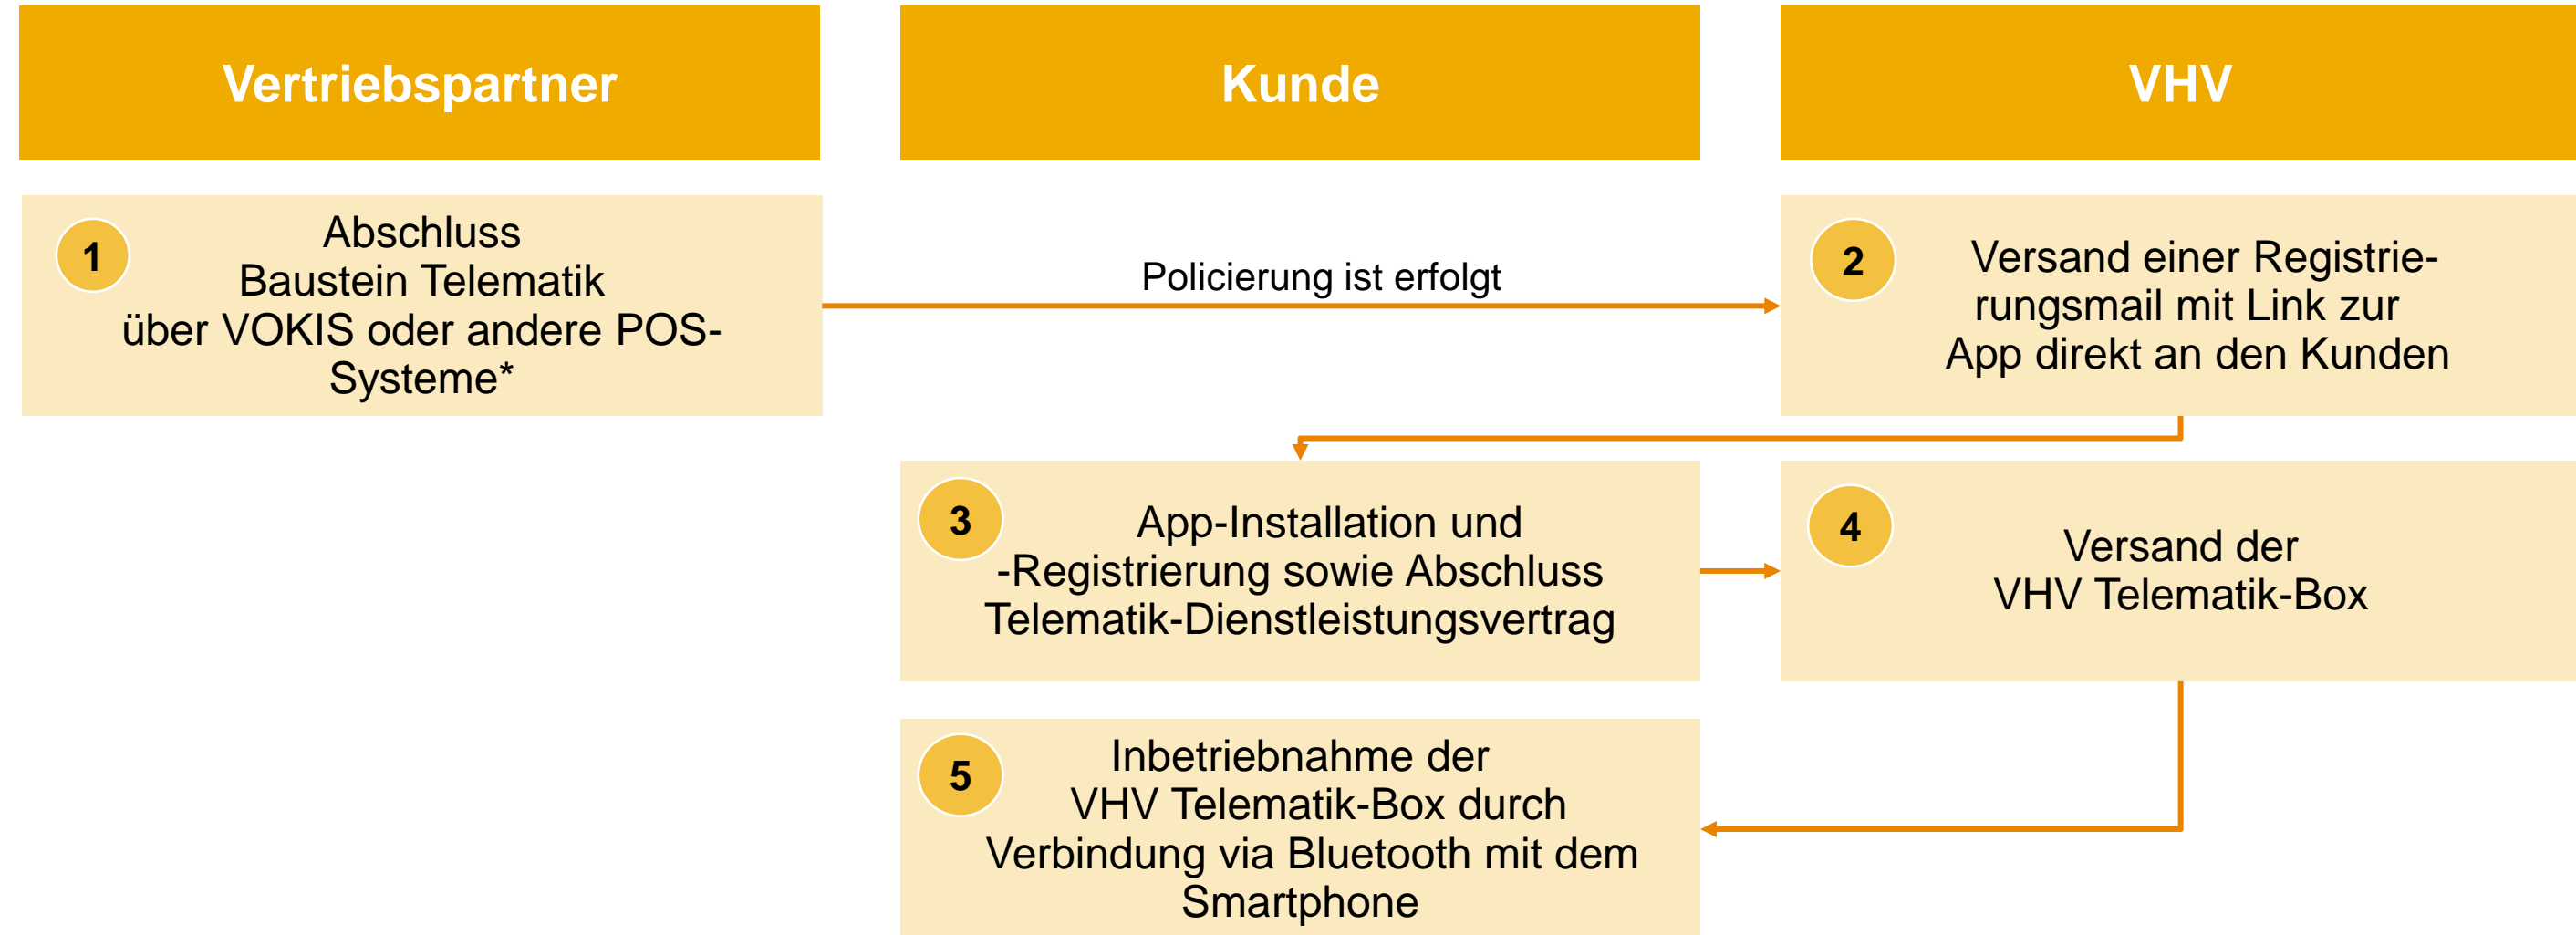 Vertriebspartner
Kunde
VHV
1
Abschluss
Baustein Telematik
über VOKIS oder andere POS-
Systeme*
Policierung ist erfolgt
2
Versand einer Registrie-
rungsmail mit Link zur
App direkt an den Kunden
3
App-Installation und
-Registrierung sowie Abschluss
Telematik-Dienstleistungsvertrag
4
Versand der
VHV Telematik-Box
5
Inbetriebnahme der
VHV Telematik-Box durch
Verbindung via Bluetooth mit dem
Smartphone